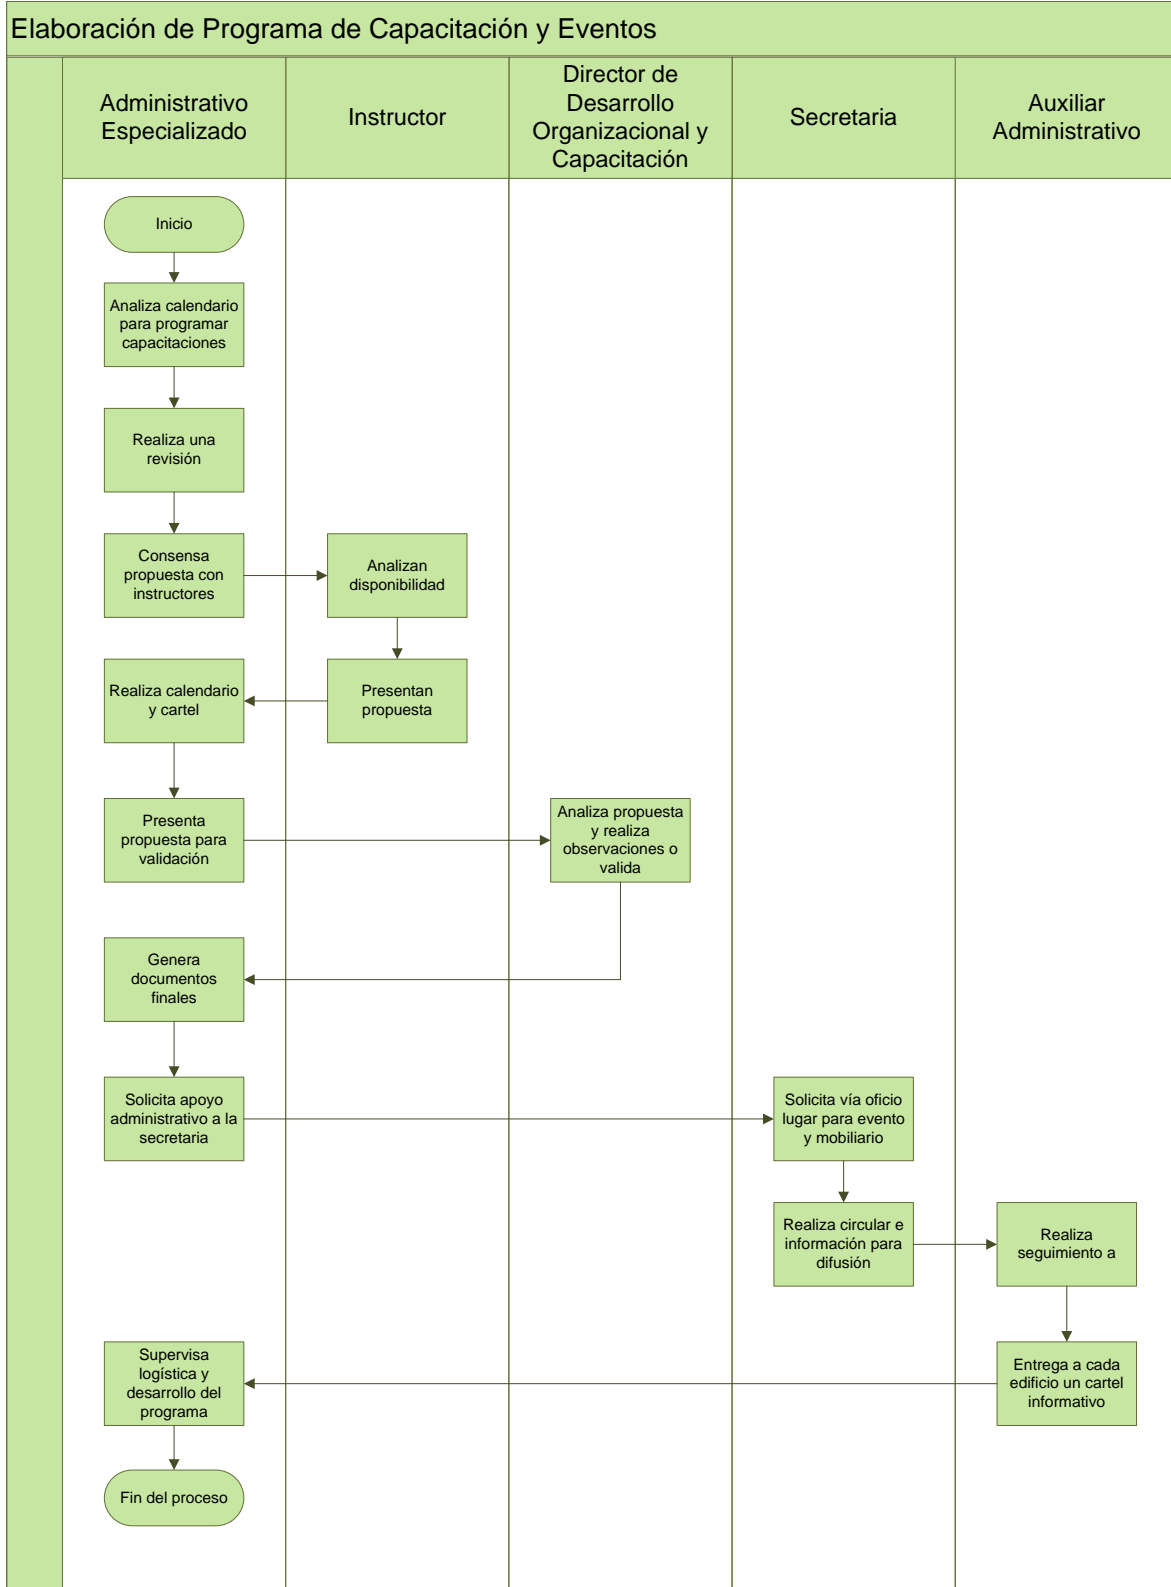 Elaboración de Programa de Capacitación y Eventos
Administrativo
Especializado
Instructor
Director de
Desarrollo
Organizacional y
Capacitación
Secretaria
Auxiliar
Administrativo
Inicio
Analiza calendario
para programar
capacitaciones
Realiza una
revisión
Consensa
propuesta con
instructores
Analizan
disponibilidad
Realiza calendario
y cartel
Presentan
propuesta
Presenta
propuesta para
validación
Analiza propuesta
y realiza
observaciones o
valida
Genera
documentos
finales
Solicita apoyo
administrativo a la
secretaria
Solicita vía oficio
lugar para evento
y mobiliario
Realiza circular e
información para
difusión
Realiza
seguimiento a
Supervisa
logística y
desarrollo del
programa
Entrega a cada
edificio un cartel
informativo
Fin del proceso